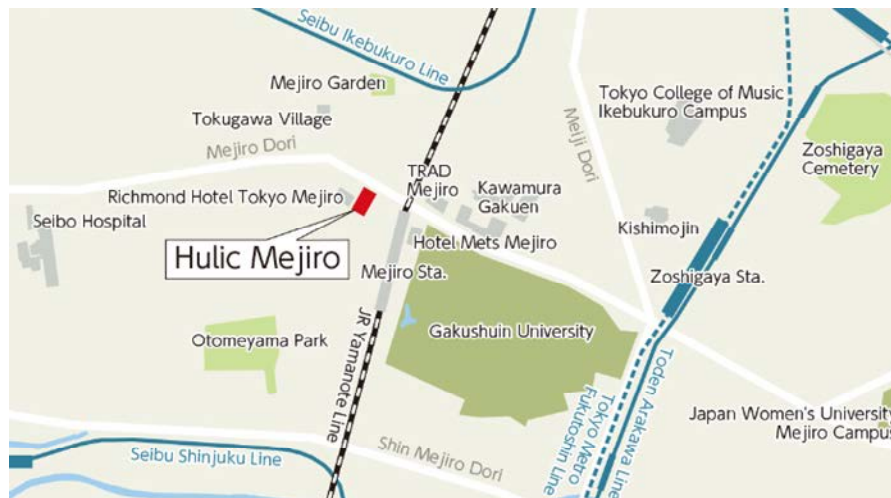 Seibu Ikebukuro Line
Mejiro Garden
Tokugawa Village
Mejiro Dori
Meiji Dori
Tokyo College of Music
Ikebukuro Campus
Zoshigaya
Cemetery
TRAD
Mejiro
Richmond Hotel Tokyo Mejiro
Kawamura
Gakuen
Seibo Hospital
Kishimojin
Hulic Mejiro
Hotel Mets Mejiro
Mejiro Sta.
Zoshigaya Sta.
Gakushuin University
Otomeyama Park
JR Yamanote Line
Toden Arakawa Line
Tokyo Metro
Fukutoshin Line
Japan Women's University
Mejiro Campus
Shin Mejiro Dori
Seibu Shinjuku Line